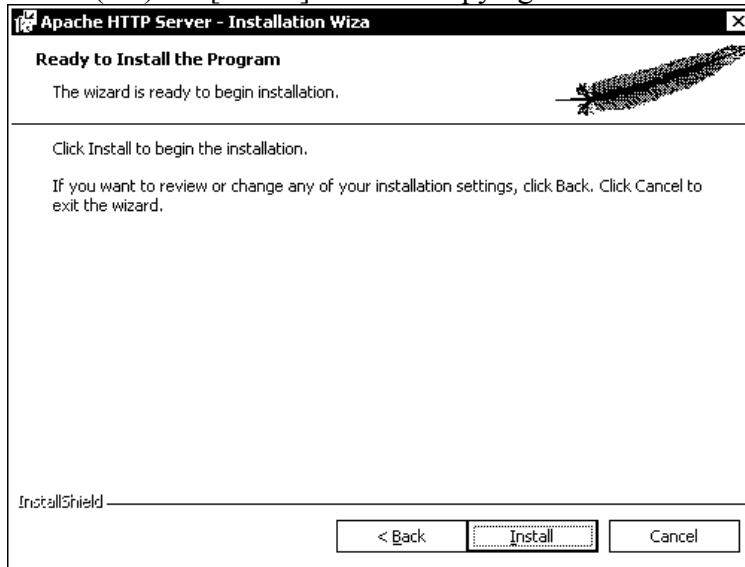 Apache HTTP Server - Installation Wiza
Ready to Install the Program
The wizard is ready to begin installation.
Click Install to begin the installation.
If you want to review or change any of your installation settings, click Back. Click Cancel to
exit the wizard.
InstallShield
< Back Install Cancel